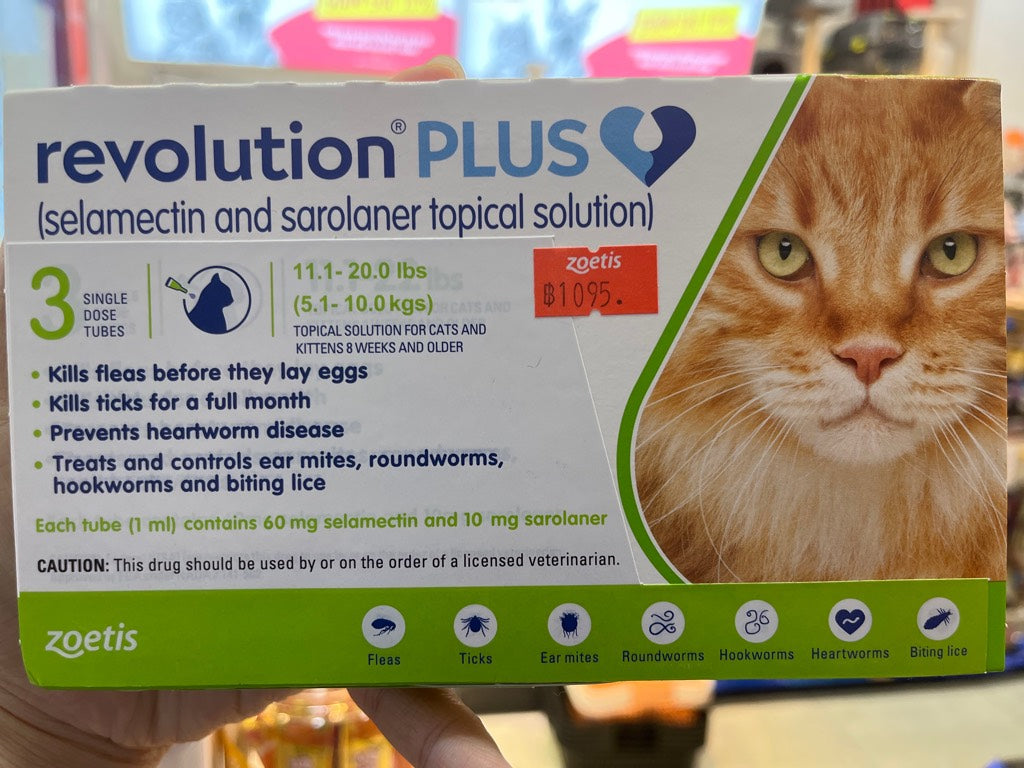 revolution® PLUS
(selamectin and sarolaner topical solution)
3 SINGLE
DOSE
TUBES
11.1- 20.0 lbs
(5.1- 10.0 kgs)
TOPICAL SOLUTION FOR CATS AND
KITTENS 8 WEEKS AND OLDER
zoetis
฿1095.
• Kills fleas before they lay eggs
• Kills ticks for a full month
• Prevents heartworm disease
• Treats and controls ear mites, roundworms,
hookworms and biting lice
Each tube (1 ml) contains 60 mg selamectin and 10 mg sarolaner
CAUTION: This drug should be used by or on the order of a licensed veterinarian.
zoetis
Fleas
Ticks
Ear mites
Roundworms
Hookworms
Heartworms
Biting lice